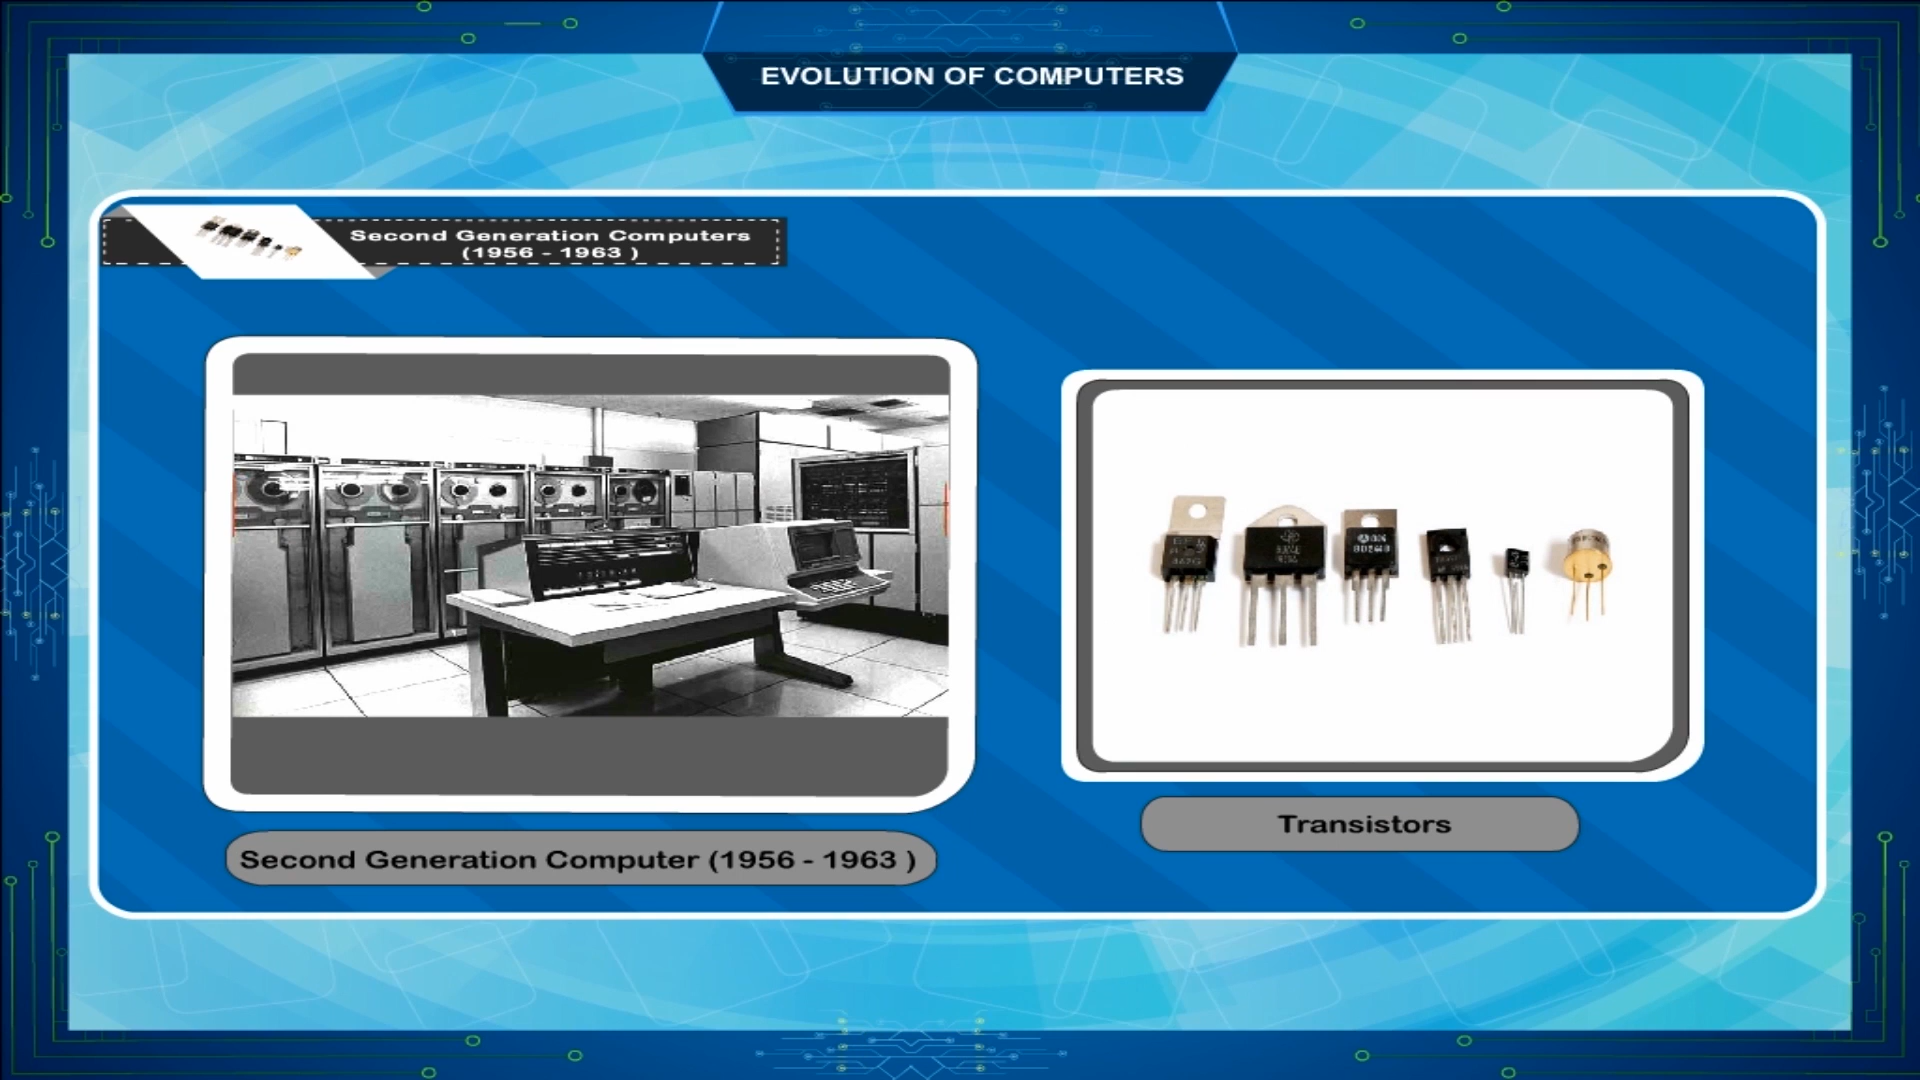 EVOLUTION OF COMPUTERS
Second Generation Computers
(1956 - 1963 )
Second Generation Computer (1956 - 1963 )
Transistors